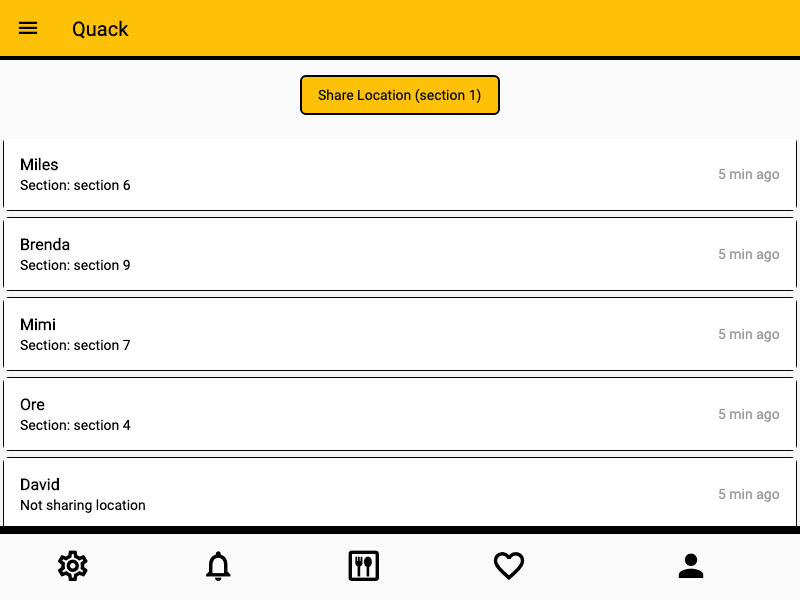 Quack
Share Location (section 1)
Miles
Section: section 6
5 min ago
Brenda
Section: section 9
5 min ago
Mimi
Section: section 7
5 min ago
Ore
Section: section 4
5 min ago
David
Not sharing location
5 min ago